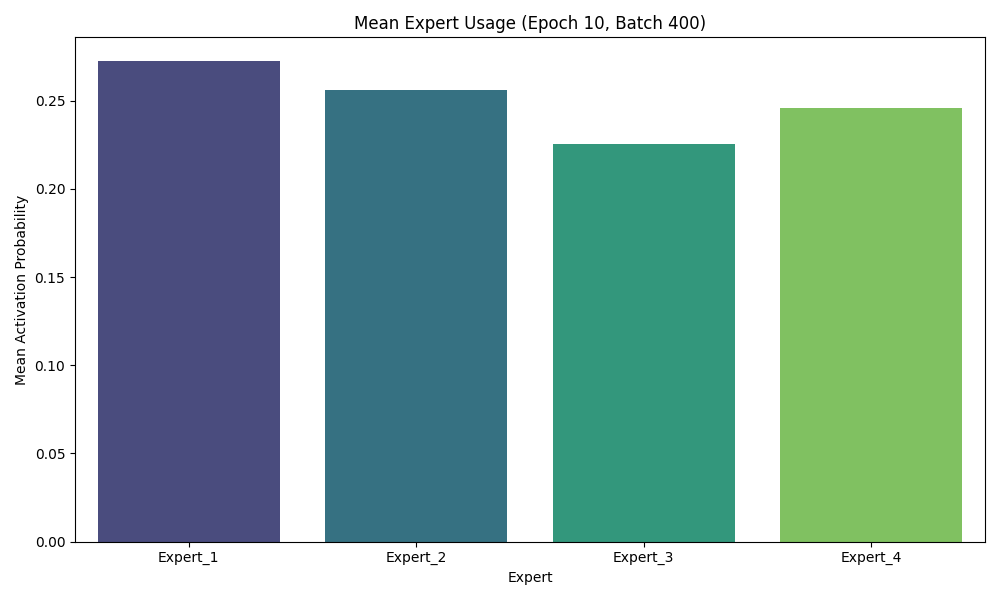 Mean Expert Usage (Epoch 10, Batch 400)
Mean Activation Probability
0.25
0.20
0.15
0.10
0.05
0.00
Expert_1
Expert_2
Expert_3
Expert_4
Expert